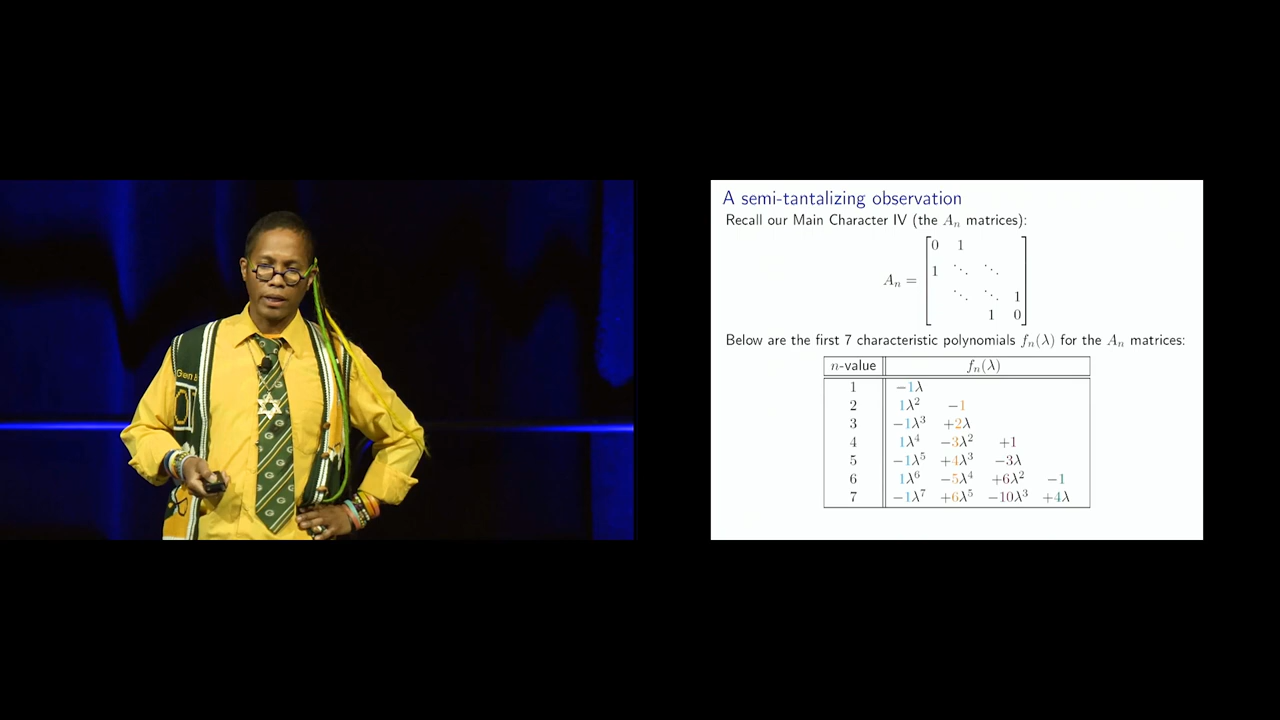 A semi-tantalizing observation
Recall our Main Character IV (the Aₙ matrices):
Aₙ = [0 1
1 ⋱ ⋱
⋱ ⋱ 1
1 0]
Below are the first 7 characteristic polynomials fₙ(λ) for the Aₙ matrices:
n-value fₙ(λ)
1 −1λ
2 1λ² −1
3 −1λ³ +2λ
4 1λ⁴ −3λ² +1
5 −1λ⁵ +4λ³ −3λ
6 1λ⁶ −5λ⁴ +6λ² −1
7 −1λ⁷ +6λ⁵ −10λ³ +4λ
G